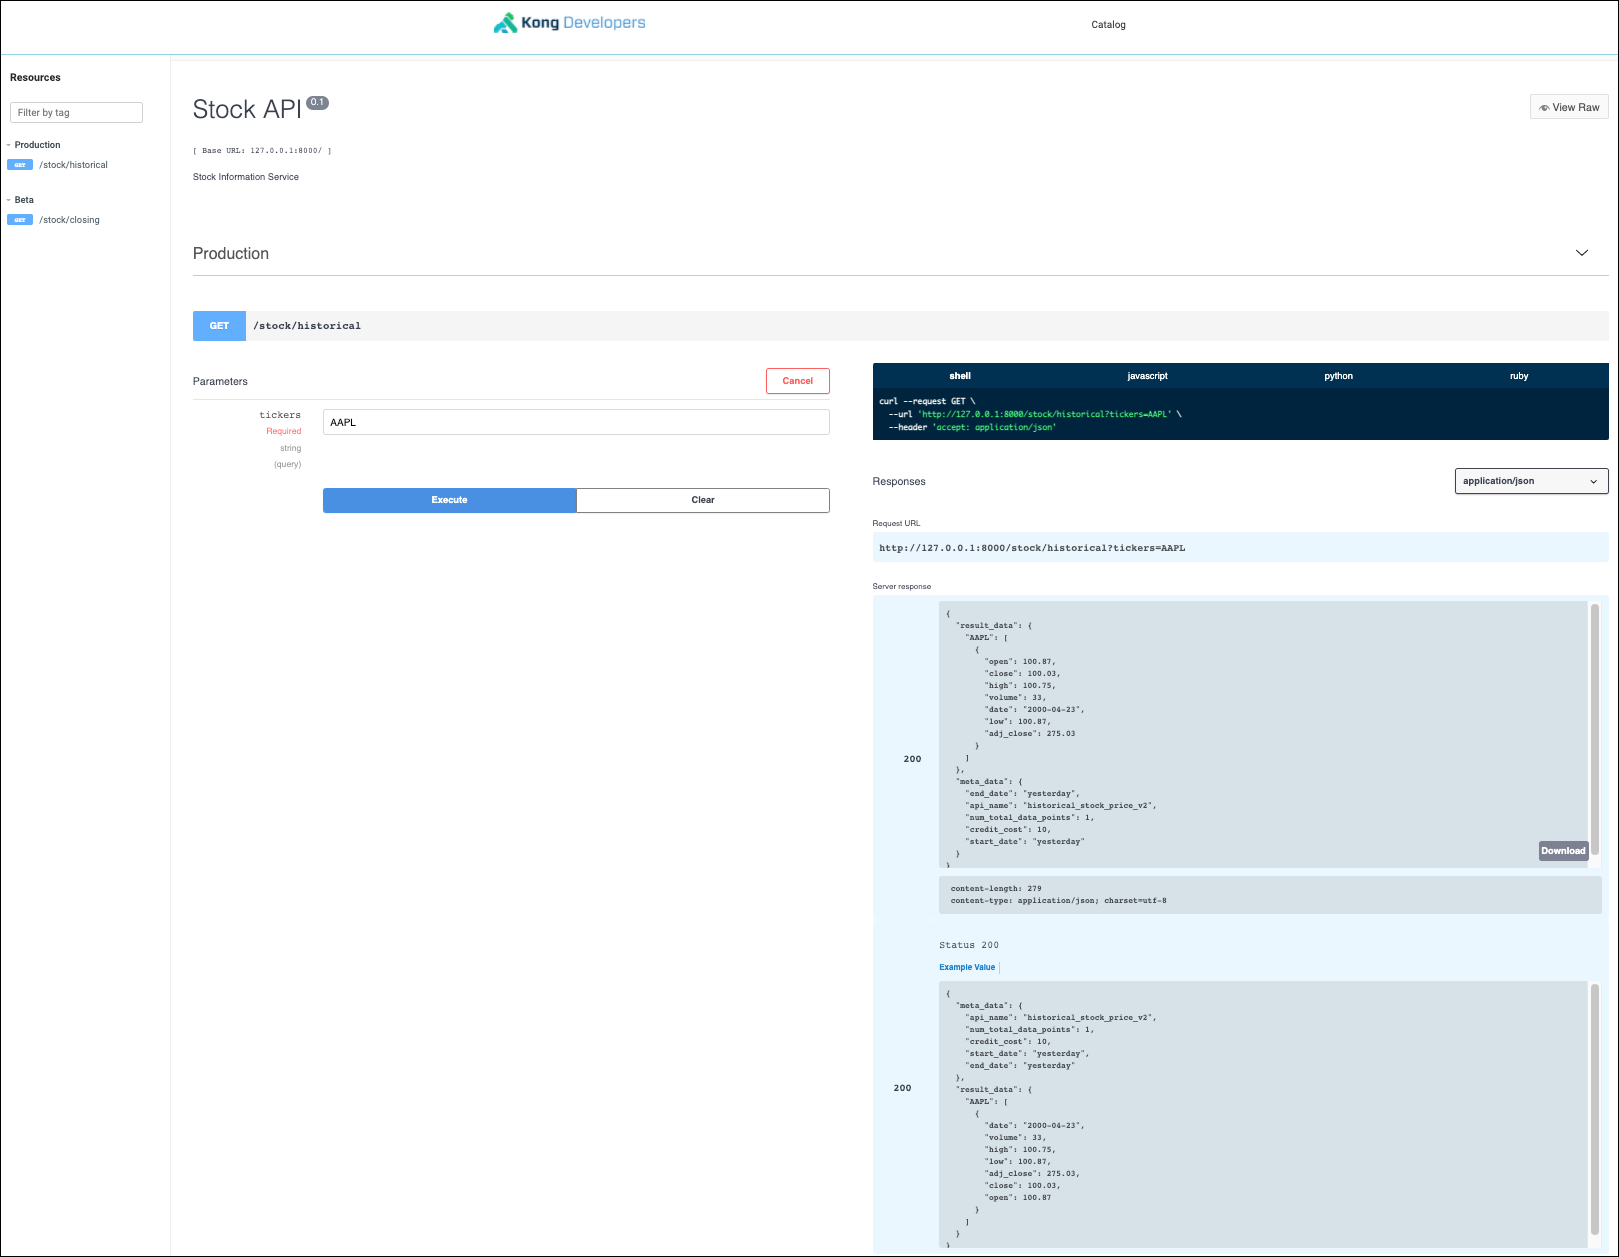 Kong Developers
Catalog
Resources
Filter by tag
Production
GET /stock/historical
Beta
GET /stock/closing
Stock API 0.1
View Raw
[ Base URL: 127.0.0.1:8000/ ]
Stock Information Service
Production
GET /stock/historical
Parameters
Cancel
tickers
Required
string
(query)
AAPL
Execute
Clear
shell javascript python ruby
curl --request GET \
--url 'http://127.0.0.1:8000/stock/historical?tickers=AAPL' \
--header 'accept: application/json'
Responses
application/json
Request URL
http://127.0.0.1:8000/stock/historical?tickers=AAPL
Server response
200
{
"result_data": {
"AAPL": [
{
"open": 100.87,
"close": 100.03,
"high": 100.75,
"volume": 33,
"date": "2000-04-23",
"low": 100.87,
"adj_close": 275.03
}
]
},
"meta_data": {
"end_date": "yesterday",
"api_name": "historical_stock_price_v2",
"num_total_data_points": 1,
"credit_cost": 10,
"start_date": "yesterday"
}
}
Download
content-length: 279
content-type: application/json; charset=utf-8
Status 200
Example Value
200
{
"meta_data": {
"api_name": "historical_stock_price_v2",
"num_total_data_points": 1,
"credit_cost": 10,
"start_date": "yesterday",
"end_date": "yesterday"
},
"result_data": {
"AAPL": [
{
"date": "2000-04-23",
"volume": 33,
"high": 100.75,
"low": 100.87,
"adj_close": 275.03,
"close": 100.03,
"open": 100.87
}
]
}
}